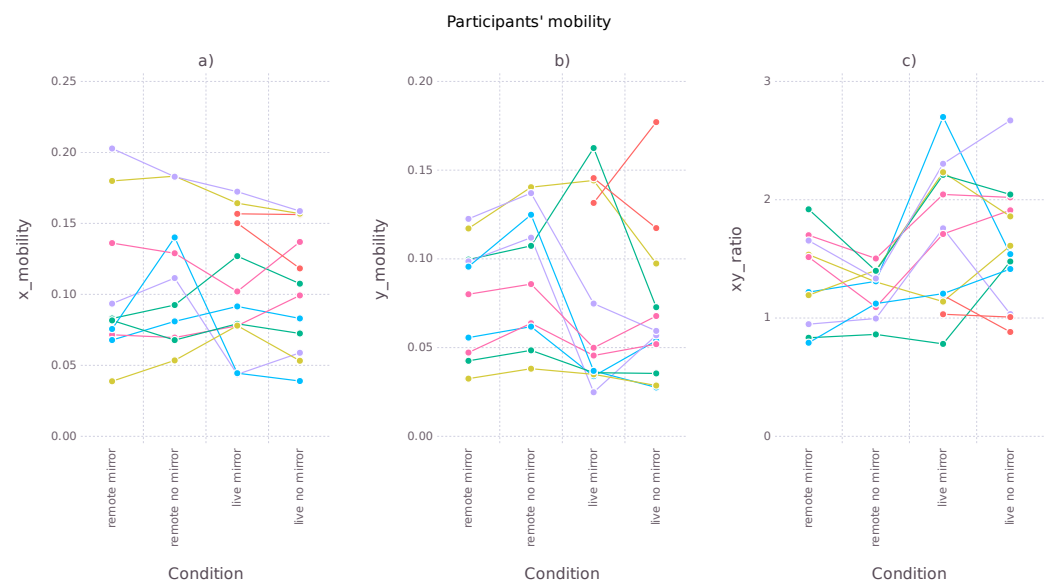 Participants' mobility
a)
x_mobility
0.25
0.20
0.15
0.10
0.05
0.00
remote mirror
remote no mirror
live mirror
live no mirror
Condition
b)
y_mobility
0.20
0.15
0.10
0.05
0.00
remote mirror
remote no mirror
live mirror
live no mirror
Condition
c)
xy_ratio
3
2
1
0
remote mirror
remote no mirror
live mirror
live no mirror
Condition